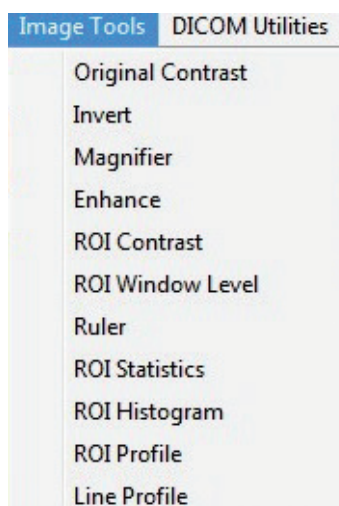 Image Tools DICOM Utilities
Original Contrast
Invert
Magnifier
Enhance
ROI Contrast
ROI Window Level
Ruler
ROI Statistics
ROI Histogram
ROI Profile
Line Profile